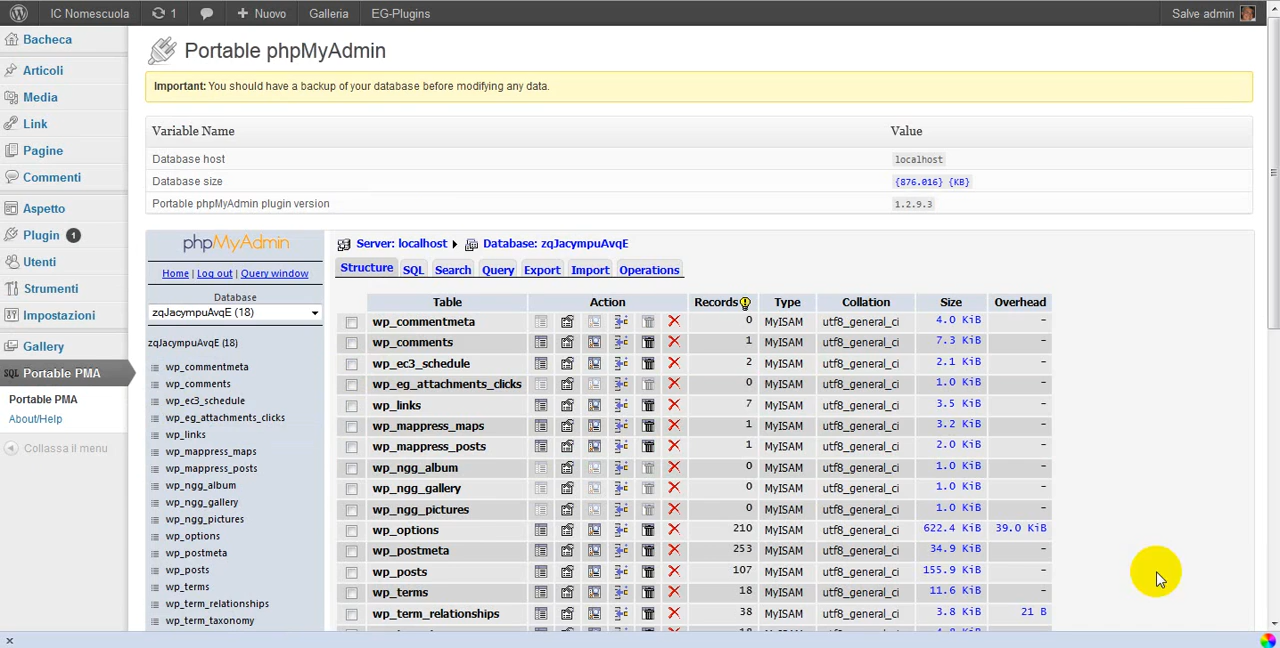 IC Nomescuola 1 Nuovo Galleria EG-Plugins Salve admin
Bacheca
Articoli
Media
Link
Pagine
Commenti
Aspetto
Plugin 1
Utenti
Strumenti
Impostazioni
Gallery
SQL Portable PMA
Portable PMA
About/Help
Collassa il menu
Portable phpMyAdmin
Important: You should have a backup of your database before modifying any data.
Variable Name Value
Database host localhost
Database size {876.016} {KB}
Portable phpMyAdmin plugin version 1.2.9.3
phpMyAdmin
Home | Log out | Query window
Database
zqJacympuAvqE (18)
zqJacympuAvqE (18)
wp_commentmeta
wp_comments
wp_ec3_schedule
wp_eg_attachments_clicks
wp_links
wp_mappress_maps
wp_mappress_posts
wp_ngg_album
wp_ngg_gallery
wp_ngg_pictures
wp_options
wp_postmeta
wp_posts
wp_terms
wp_term_relationships
wp_term_taxonomy
Server: localhost Database: zqJacympuAvqE
Structure SQL Search Query Export Import Operations
Table Action Records Type Collation Size Overhead
wp_commentmeta 0 MyISAM utf8_general_ci 4.0 KiB -
wp_comments 1 MyISAM utf8_general_ci 7.3 KiB -
wp_ec3_schedule 2 MyISAM utf8_general_ci 2.1 KiB -
wp_eg_attachments_clicks 0 MyISAM utf8_general_ci 1.0 KiB -
wp_links 7 MyISAM utf8_general_ci 3.5 KiB -
wp_mappress_maps 1 MyISAM utf8_general_ci 3.2 KiB -
wp_mappress_posts 1 MyISAM utf8_general_ci 2.0 KiB -
wp_ngg_album 0 MyISAM utf8_general_ci 1.0 KiB -
wp_ngg_gallery 0 MyISAM utf8_general_ci 1.0 KiB -
wp_ngg_pictures 0 MyISAM utf8_general_ci 1.0 KiB -
wp_options 210 MyISAM utf8_general_ci 622.4 KiB 39.0 KiB
wp_postmeta 253 MyISAM utf8_general_ci 34.9 KiB -
wp_posts 107 MyISAM utf8_general_ci 155.9 KiB -
wp_terms 18 MyISAM utf8_general_ci 11.6 KiB -
wp_term_relationships 38 MyISAM utf8_general_ci 3.8 KiB 21 B